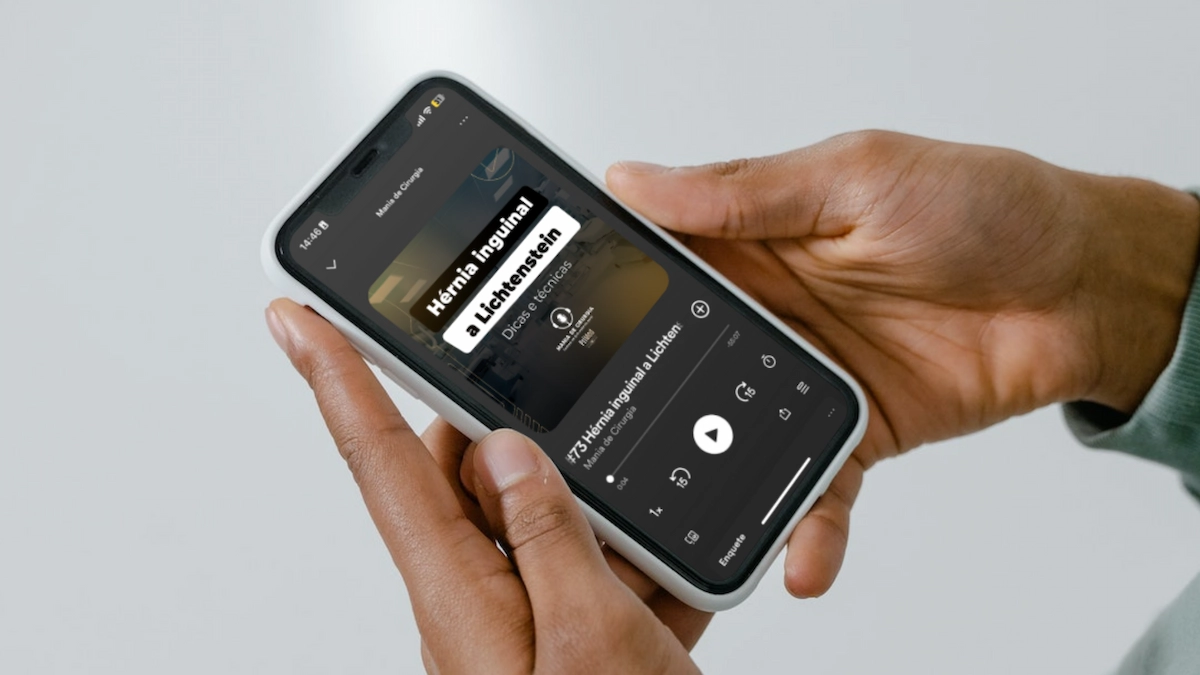 14:46
Mania de Cirurgia
Hérnia inguinal
a Lichtenstein
Dicas e técnicas
MANIA DE CIRURGIA
#73 Hérnia inguinal a Lichten
Mania de Cirurgia
0:04
1x
15
15
Enquete